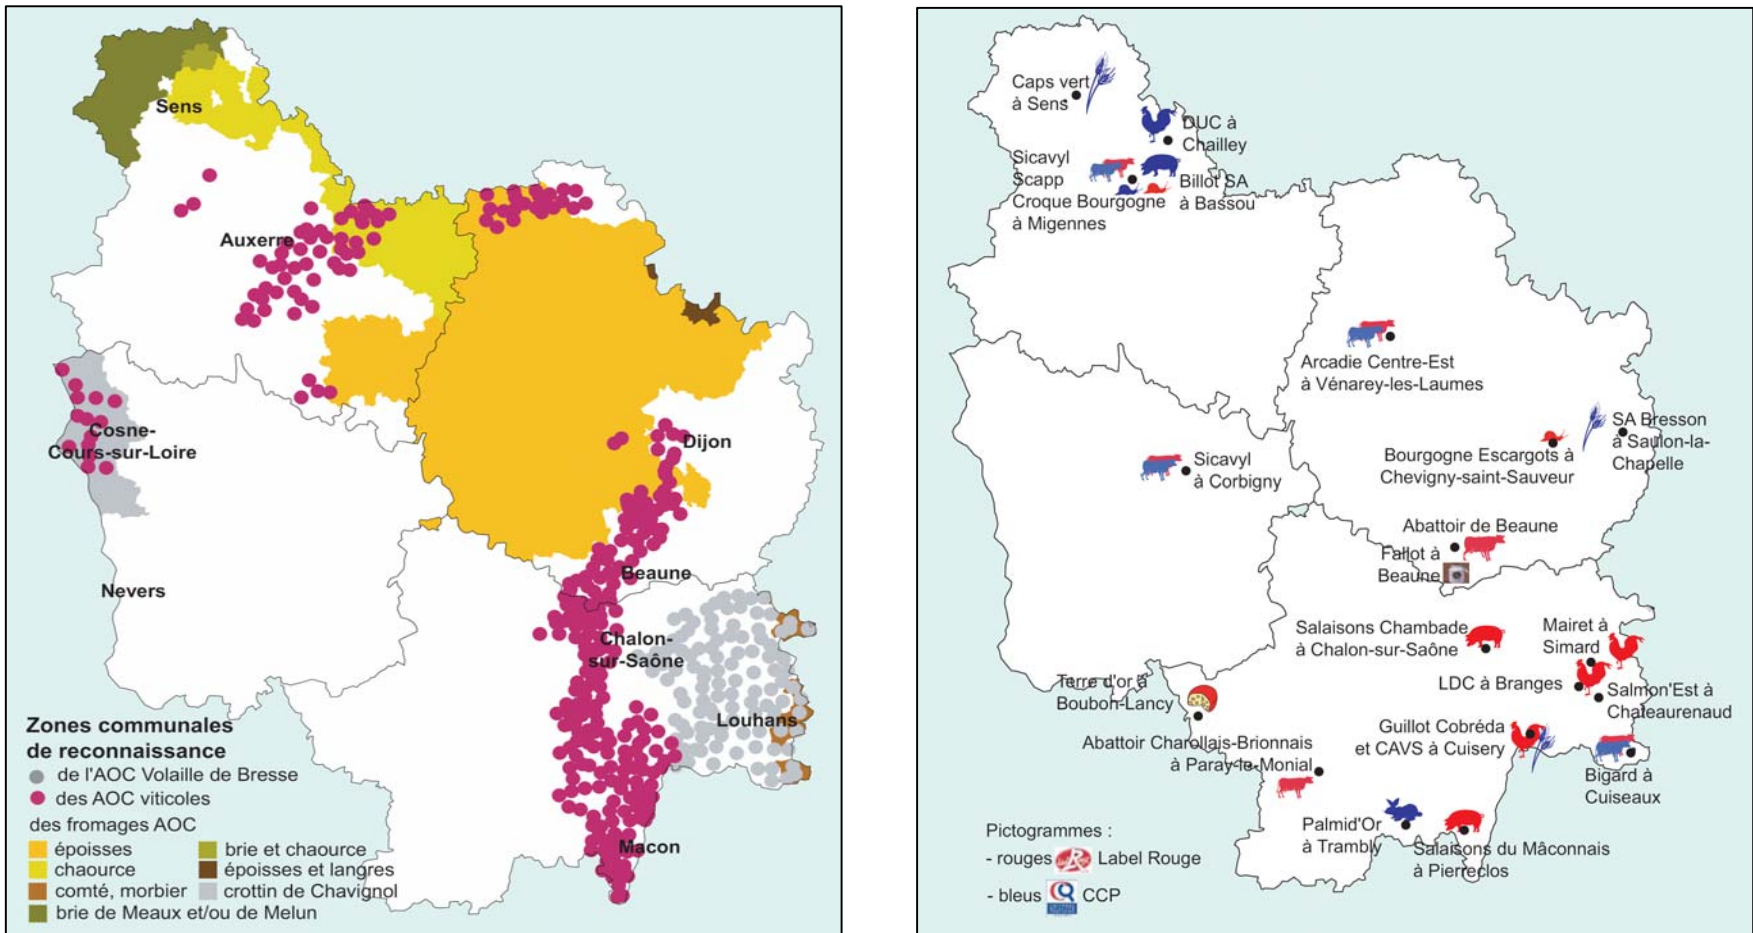 Sens
Auxerre
Cosne-
Cours-sur-Loire
Dijon
Nevers
Beaune
Chalon-
sur-Saône
Louhans
Macon
Zones communales
de reconnaissance
de l'AOC Volaille de Bresse
des AOC viticoles
des fromages AOC
époisses
brie et chaource
chaource
époisses et langres
comté, morbier
crottin de Chavignol
brie de Meaux et/ou de Melun
Caps vert
à Sens
DUC à
Chailley
Sicavyl
Scapp
Croque Bourgogne
à Migennes
Billot SA
à Bassou
Arcadie Centre-Est
à Vénarey-les-Laumes
SA Bresson
à Saulon-la-
Chapelle
Bourgogne Escargots à
Chevigny-saint-Sauveur
Sicavyl
à Corbigny
Abattoir de Beaune
Fallot à
Beaune
Salaisons Chambade
à Chalon-sur-Saône
Mairet à
Simard
LDC à Branges
Salmon'Est à
Chateaurenaud
Terre d'or à
Boubon-Lancy
Guillot Cobréda
et CAVS à Cuisery
Abattoir Charollais-Brionnais
à Paray-le-Monial
Bigard à
Cuiseaux
Palmid'Or
à Trambly
Salaisons du Mâconnais
à Pierreclos
Pictogrammes :
- rouges Label Rouge
- bleus CCP